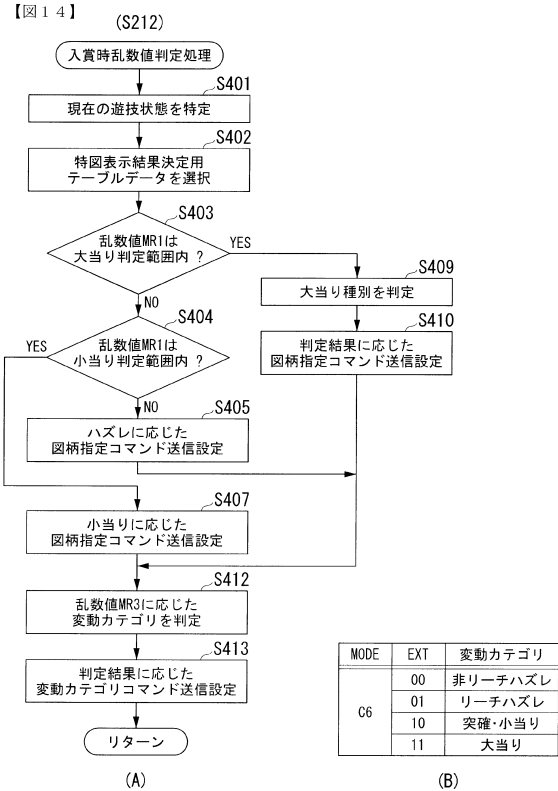 【図14】
(S212)
入賞時乱数値判定処理
S401
現在の遊技状態を特定
S402
特図表示結果決定用
テーブルデータを選択
S403
乱数値MR1は
大当り判定範囲内 ?
YES
NO
S409
大当り種別を判定
S410
判定結果に応じた
図柄指定コマンド送信設定
S404
乱数値MR1は
小当り判定範囲内 ?
YES
NO
S405
ハズレに応じた
図柄指定コマンド送信設定
S407
小当りに応じた
図柄指定コマンド送信設定
S412
乱数値MR3に応じた
変動カテゴリを判定
S413
判定結果に応じた
変動カテゴリコマンド送信設定
リターン
(A)
MODE EXT 変動カテゴリ
C6
00 非リーチハズレ
01 リーチハズレ
10 突確・小当り
11 大当り
(B)